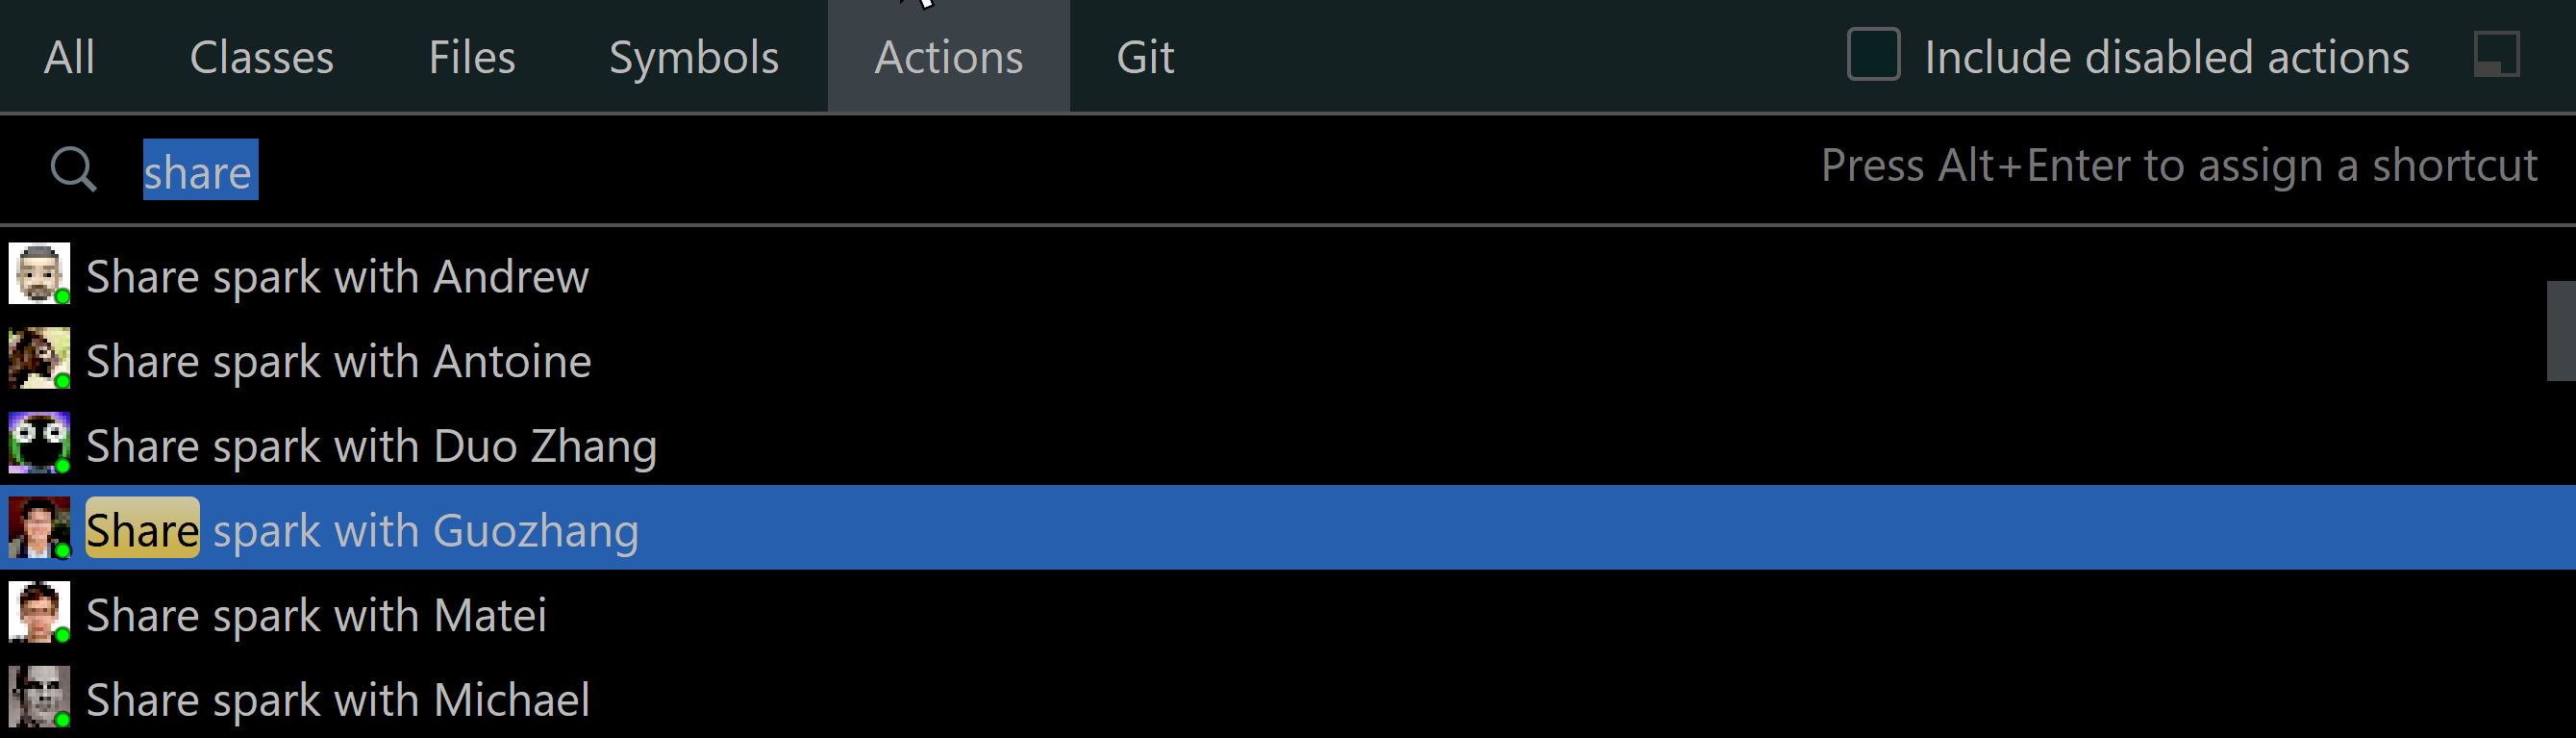 All Classes Files Symbols Actions Git Include disabled actions
share Press Alt+Enter to assign a shortcut
Share spark with Andrew
Share spark with Antoine
Share spark with Duo Zhang
Share spark with Guozhang
Share spark with Matei
Share spark with Michael